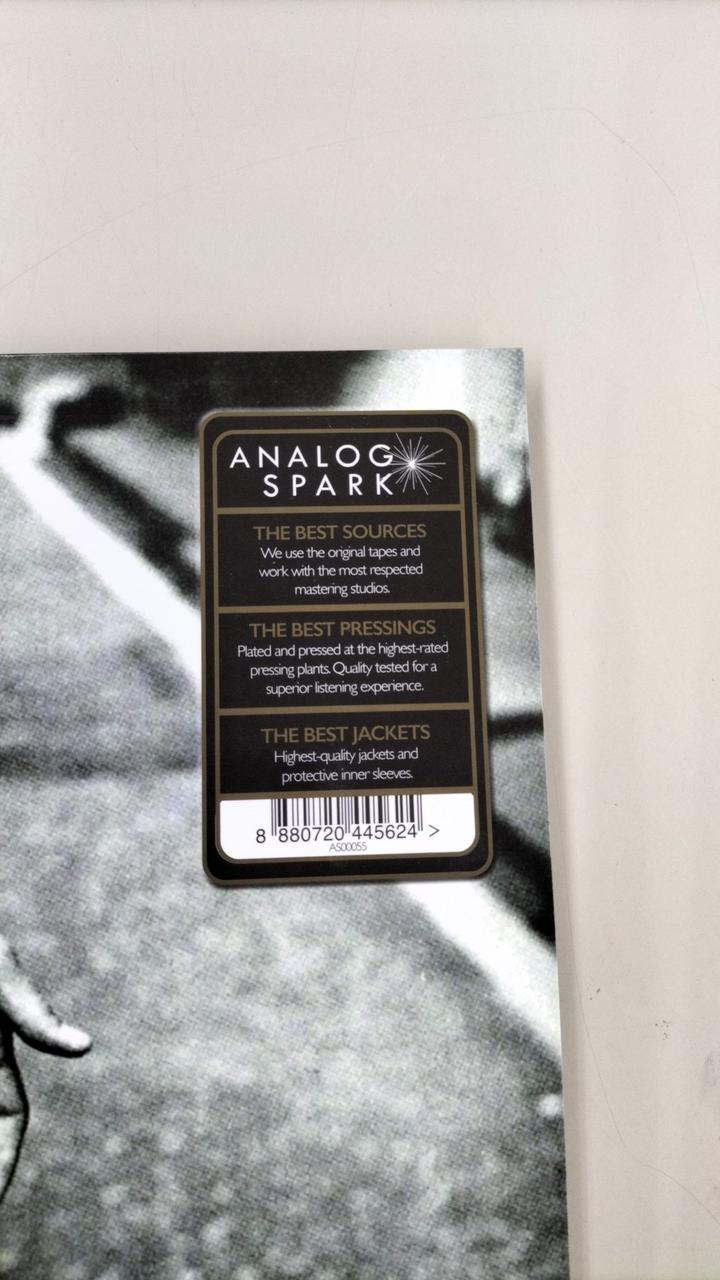 ANALOG
SPARK
THE BEST SOURCES
We use the original tapes and
work with the most respected
mastering studios.
THE BEST PRESSINGS
Plated and pressed at the highest-rated
pressing plants. Quality tested for a
superior listening experience.
THE BEST JACKETS
Highest-quality jackets and
protective inner sleeves.
8 880720 445624 >
AS00055